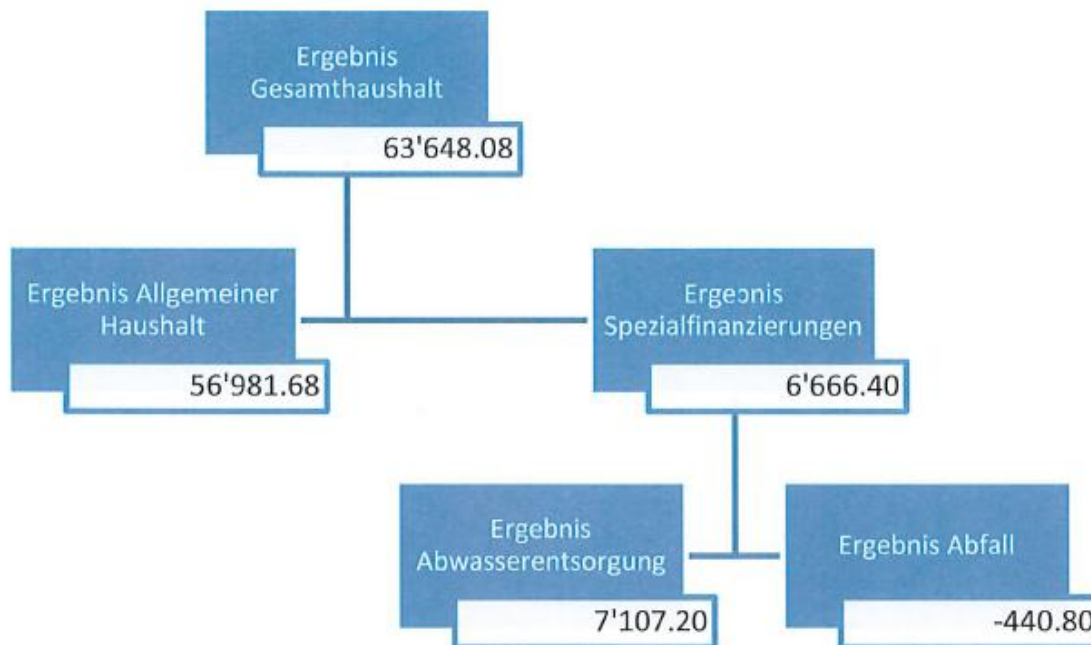 Ergebnis
Gesamthaushalt
63'648.08
Ergebnis Allgemeiner
Haushalt
56'981.68
Ergebnis
Spezialfinanzierungen
6'666.40
Ergebnis
Abwasserentsorgung
7'107.20
Ergebnis Abfall
-440.80